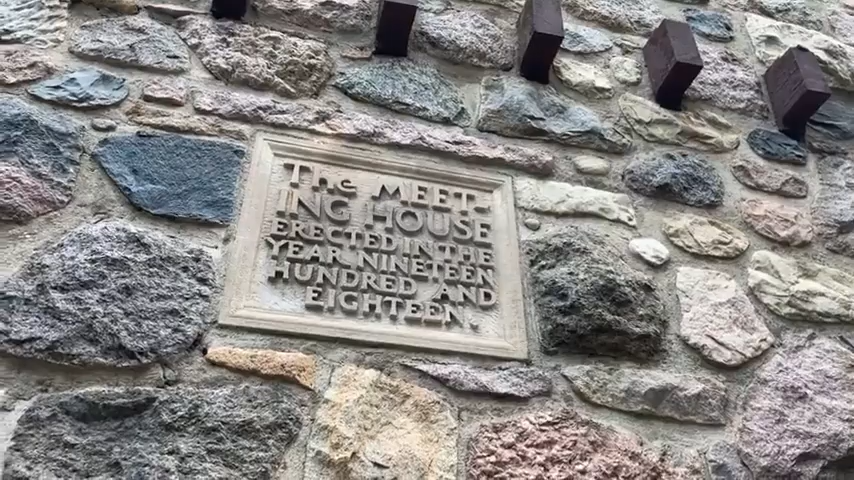 The MEET-
ING HOUSE
ERECTED IN THE
YEAR NINETEEN
HUNDRED AND
EIGHTEEN.